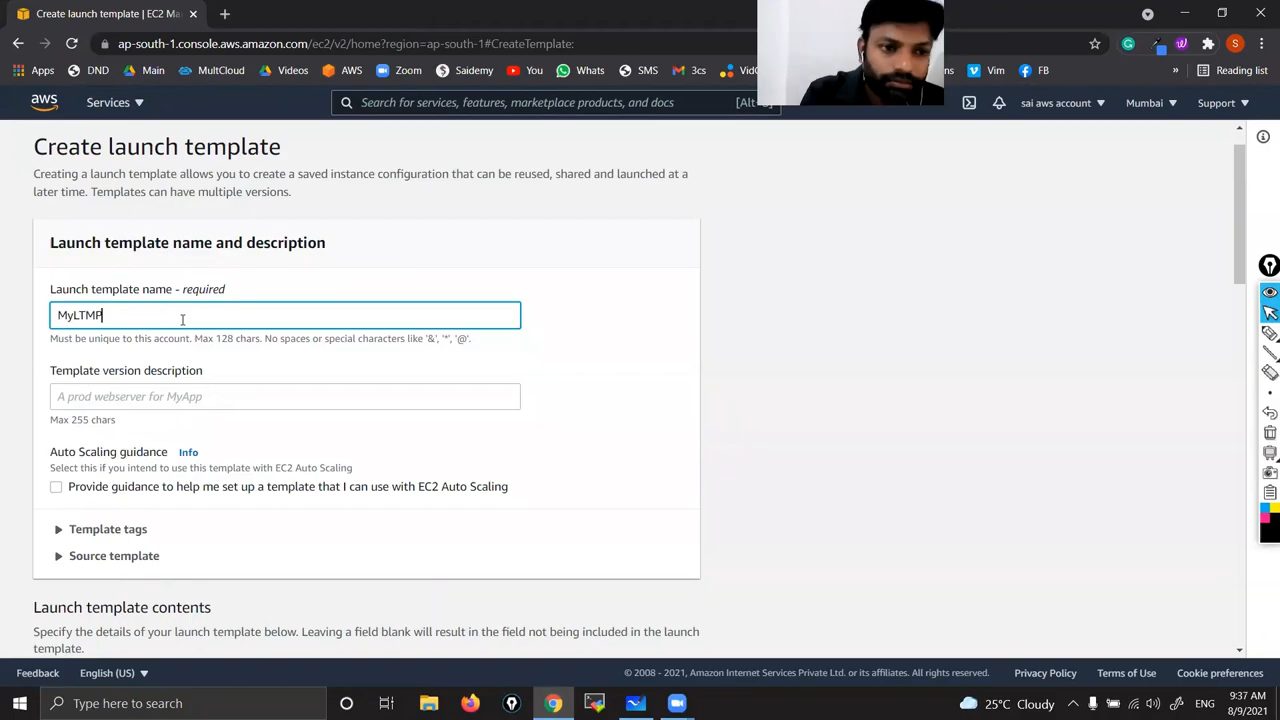 Launch template | EC2 Ma
ap-south-1.console.aws.amazon.com/ec2/v2/home?region=ap-south-1#CreateTemplate:
S
Apps DND Main MultCloud Videos AWS Zoom Saidemy You Whats SMS 3cs Vim FB » Reading list
aws Services Search for services, features, marketplace products, and docs sai aws account Mumbai Support
Create launch template
Creating a launch template allows you to create a saved instance configuration that can be reused, shared and launched at a
later time. Templates can have multiple versions.
Launch template name and description
Launch template name - required
MyLTMP
Must be unique to this account. Max 128 chars. No spaces or special characters like '&', '*', '@'.
Template version description
A prod webserver for MyApp
Max 255 chars
Auto Scaling guidance Info
Select this if you intend to use this template with EC2 Auto Scaling
Provide guidance to help me set up a template that I can use with EC2 Auto Scaling
Template tags
Source template
Launch template contents
Specify the details of your launch template below. Leaving a field blank will result in the field not being included in the launch
template.
Feedback English (US) © 2008 - 2021, Amazon Internet Services Private Ltd. or its affiliates. All rights reserved. Privacy Policy Terms of Use Cookie preferences
Type here to search 25°C Cloudy ENG 9:37 AM
8/9/2021